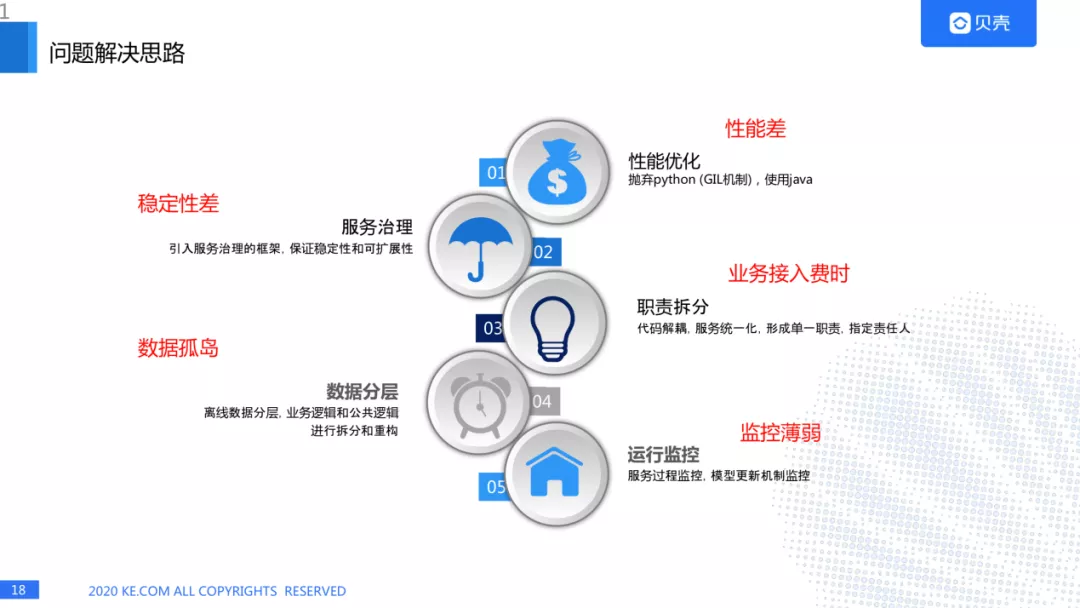 1
问题解决思路
贝壳
性能差
01
性能优化
抛弃python (GIL机制)，使用java
稳定性差
服务治理
引入服务治理的框架, 保证稳定性和可扩展性
02
业务接入费时
03
职责拆分
代码解耦, 服务统一化, 形成单一职责, 指定责任人
数据孤岛
数据分层
离线数据分层, 业务逻辑和公共逻辑
进行拆分和重构
04
监控薄弱
05
运行监控
服务过程监控, 模型更新机制监控
18
2020 KE.COM ALL COPYRIGHTS RESERVED